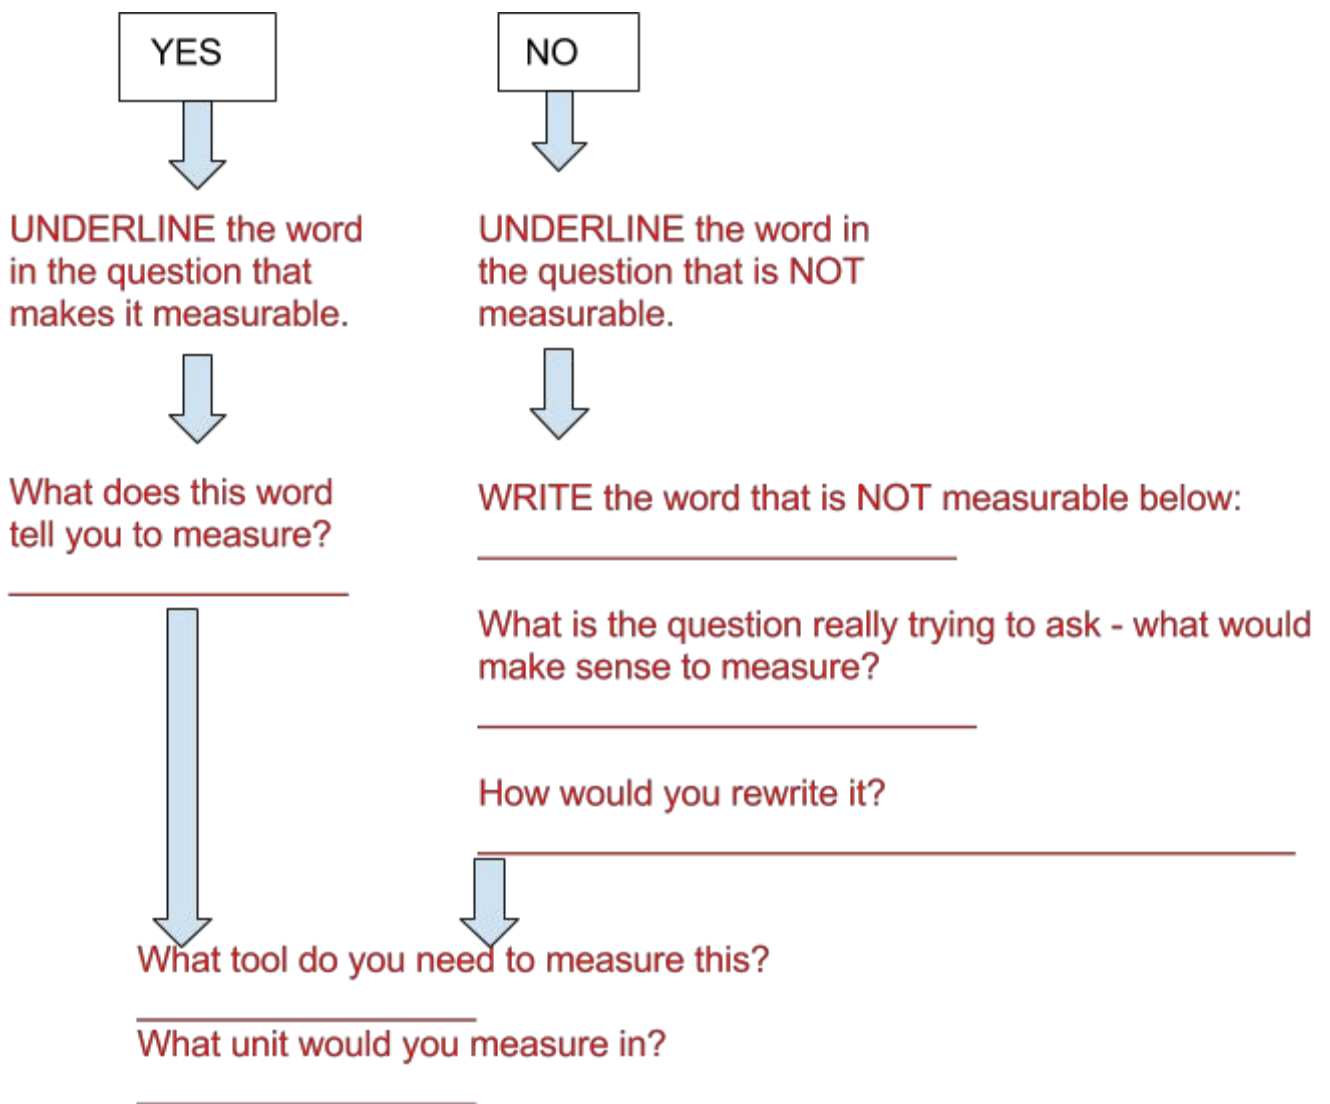 YES
NO
UNDERLINE the word
in the question that
makes it measurable.
UNDERLINE the word in
the question that is NOT
measurable.
What does this word
tell you to measure?
WRITE the word that is NOT measurable below:
What is the question really trying to ask - what would
make sense to measure?
How would you rewrite it?
What tool do you need to measure this?
What unit would you measure in?